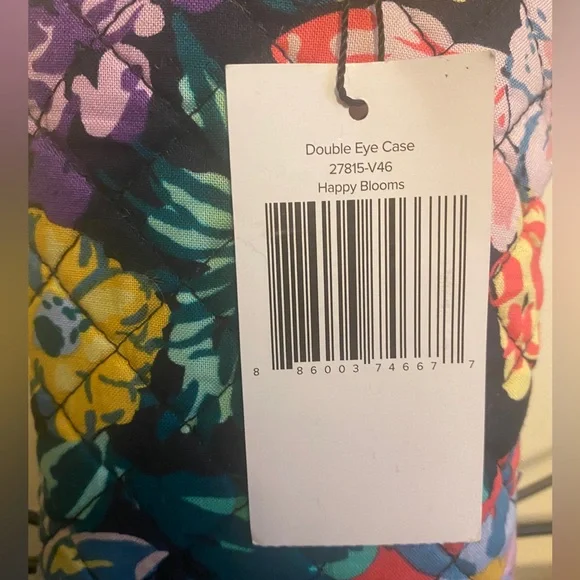 Double Eye Case
27815-V46
Happy Blooms
8 86003 74667 7